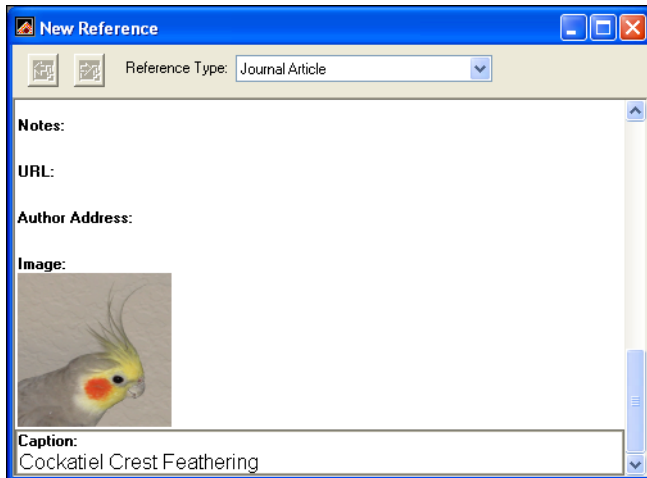 New Reference
Reference Type: Journal Article
Notes:
URL:
Author Address:
Image:
Caption:
Cockatiel Crest Feathering